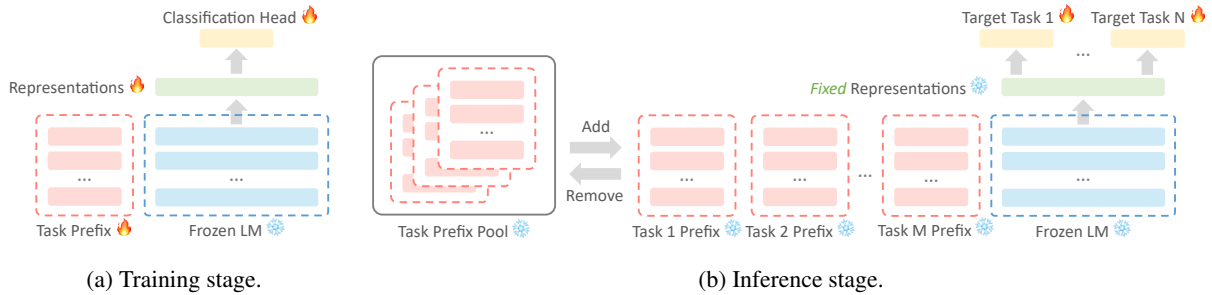 Classification Head
Representations
...
Task Prefix
...
Frozen LM
(a) Training stage.
...
Task Prefix Pool
Add
Remove
Target Task 1
Target Task N
...
Fixed Representations
...
Task 1 Prefix
...
Task 2 Prefix
...
...
Task M Prefix
...
Frozen LM
(b) Inference stage.